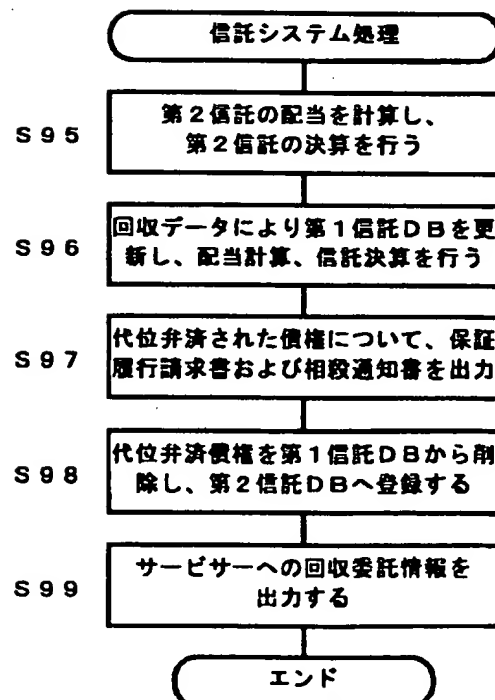 信託システム処理
S95
第2信託の配当を計算し、
第2信託の決算を行う
S96
回収データにより第1信託DBを更
新し、配当計算、信託決算を行う
S97
代位弁済された債権について、保証
履行請求書および相殺通知書を出力
S98
代位弁済債権を第1信託DBから削
除し、第2信託DBへ登録する
S99
サービサーへの回収委託情報を
出力する
エンド